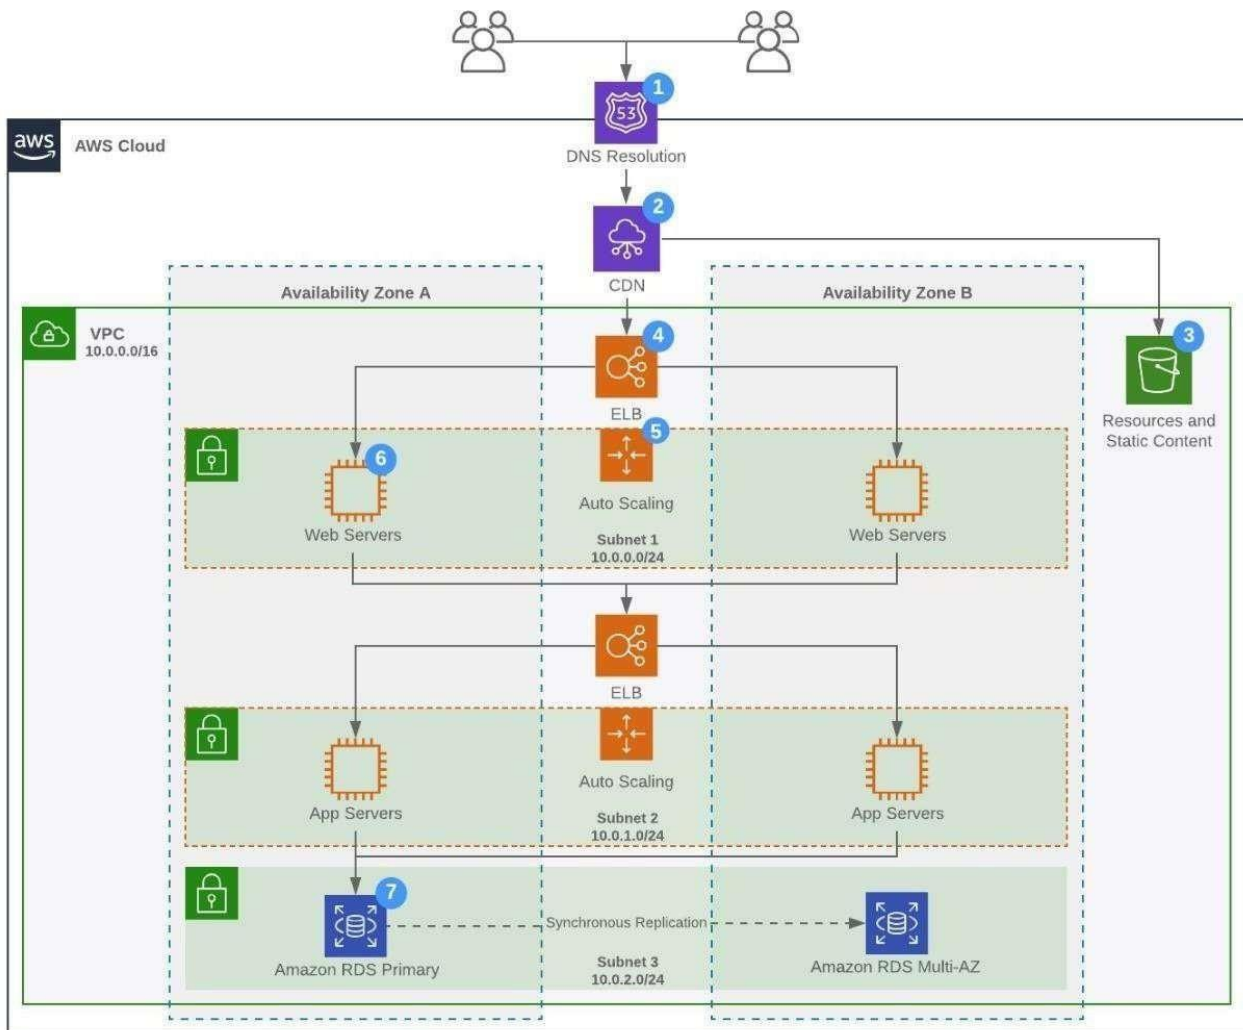 1
53
aws
AWS Cloud
DNS Resolution
2
CDN
Availability Zone A
Availability Zone B
VPC
10.0.0.0/16
4
3
ELB
Resources and
Static Content
5
6
Auto Scaling
Web Servers
Web Servers
Subnet 1
10.0.0.0/24
ELB
Auto Scaling
App Servers
App Servers
Subnet 2
10.0.1.0/24
7
Synchronous Replication
Amazon RDS Primary
Amazon RDS Multi-AZ
Subnet 3
10.0.2.0/24